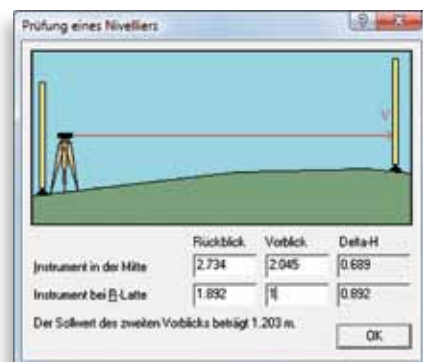 Prüfung eines Nivelliers
V
Rückblick Vorblick Delta-H
Instrument in der Mitte 2.734 2.045 0.689
Instrument bei R-Latte 1.892 1 0.892
Der Sollwert des zweiten Vorblicks beträgt 1.203 m.
OK